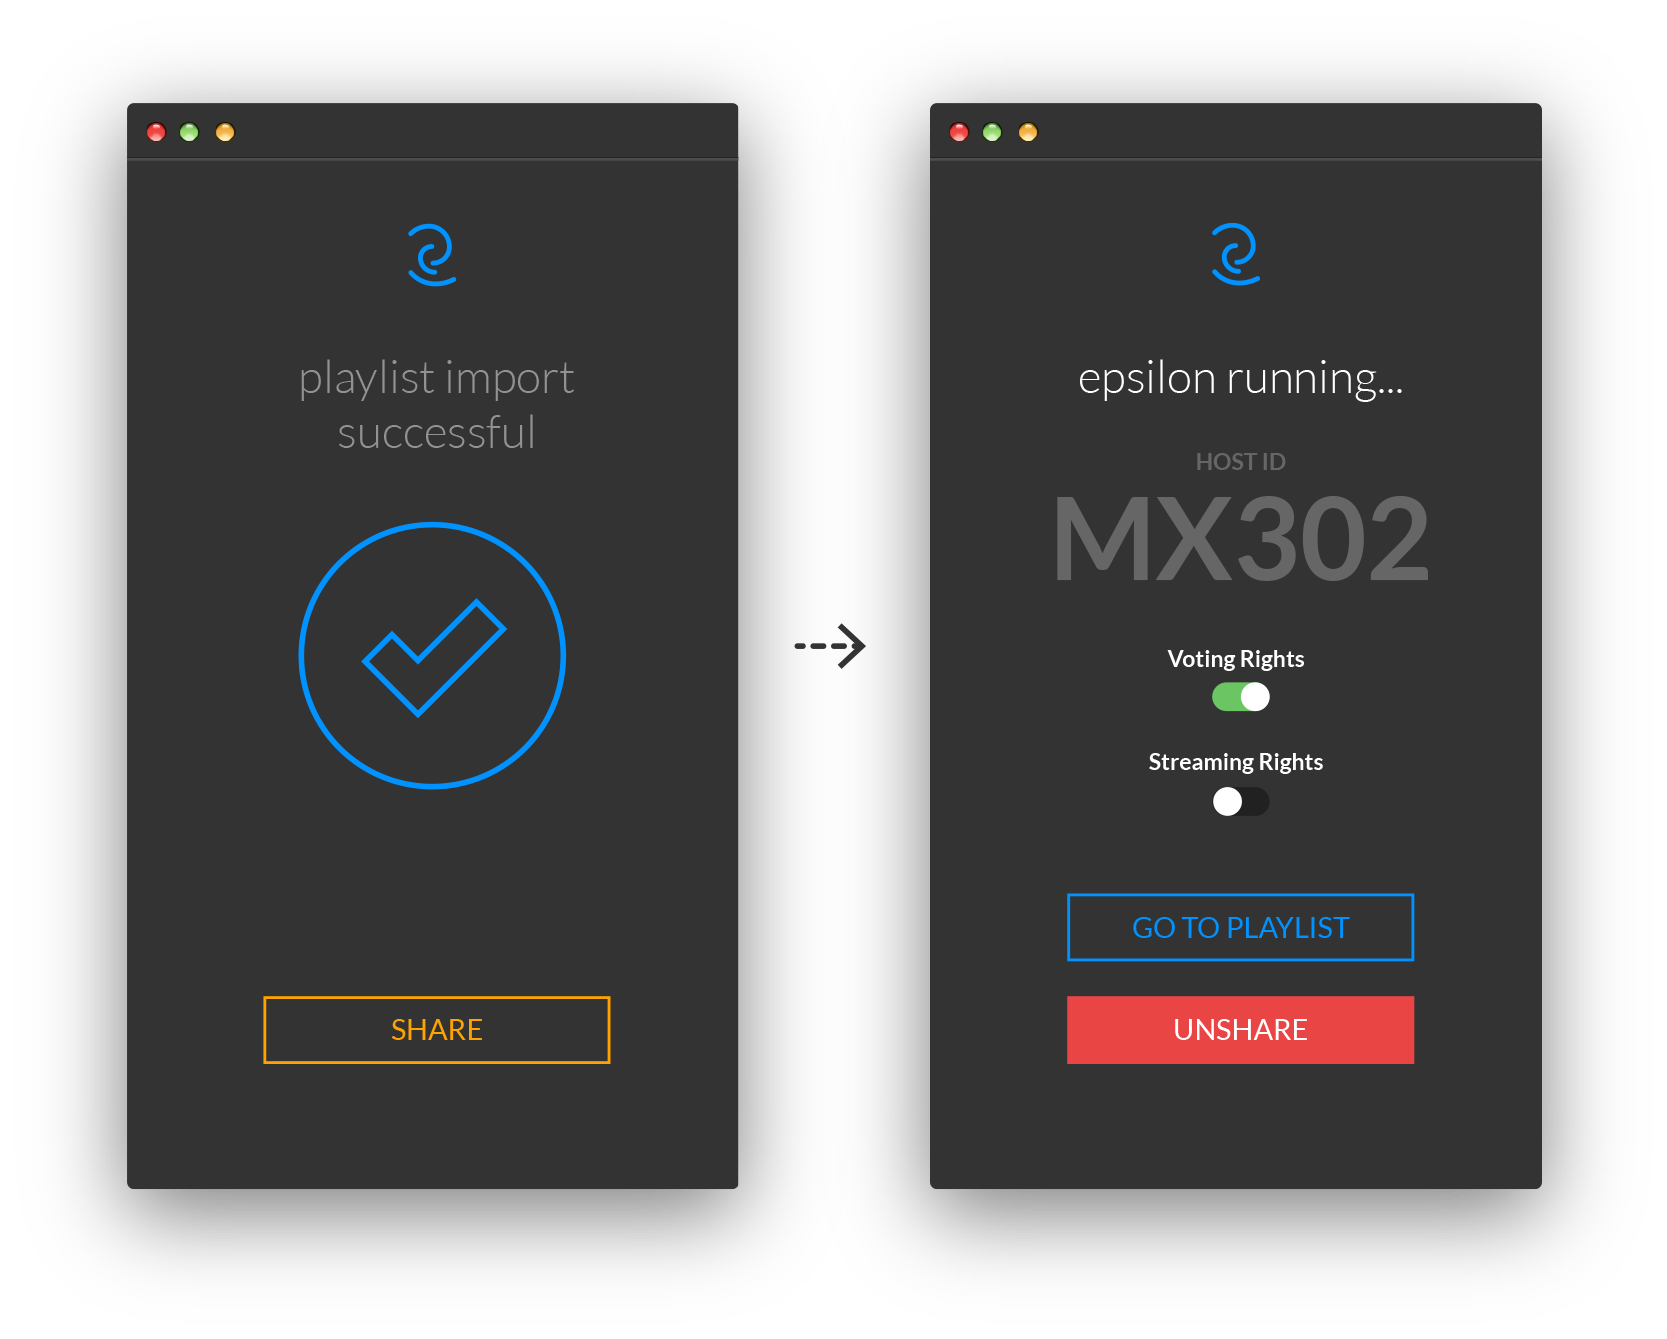 playlist import
successful
SHARE
epsilon running...
HOST ID
MX302
Voting Rights
Streaming Rights
GO TO PLAYLIST
UNSHARE